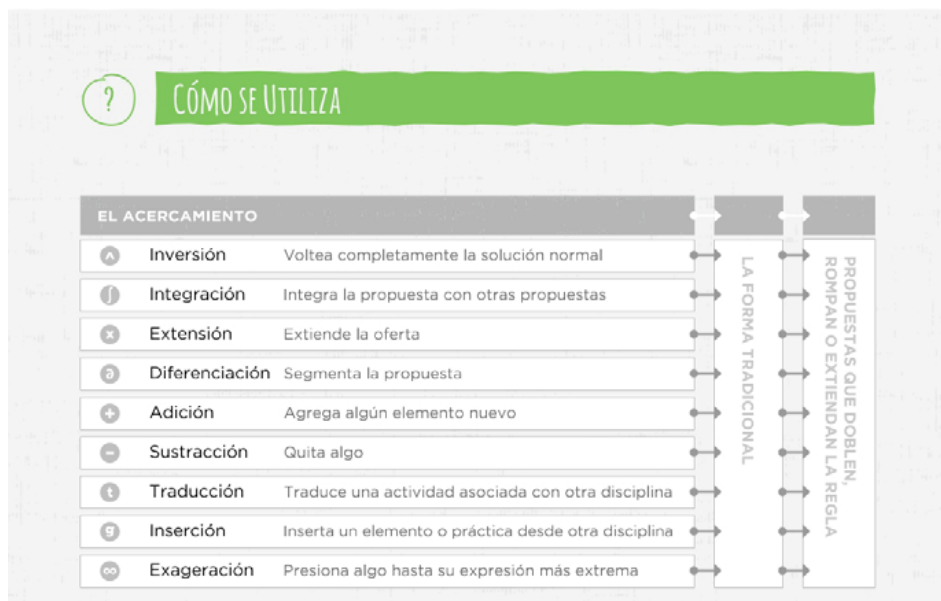 ?
CÓMO SE UTILIZA
EL ACERCAMIENTO
^ Inversión Voltea completamente la solución normal
∫ Integración Integra la propuesta con otras propuestas
x Extensión Extiende la oferta
∂ Diferenciación Segmenta la propuesta
+ Adición Agrega algún elemento nuevo
− Sustracción Quita algo
t Traducción Traduce una actividad asociada con otra disciplina
g Inserción Inserta un elemento o práctica desde otra disciplina
∞ Exageración Presiona algo hasta su expresión más extrema
LA FORMA TRADICIONAL
PROPUESTAS QUE DOBLEN,
ROMPAN O EXTIENDAN LA REGLA